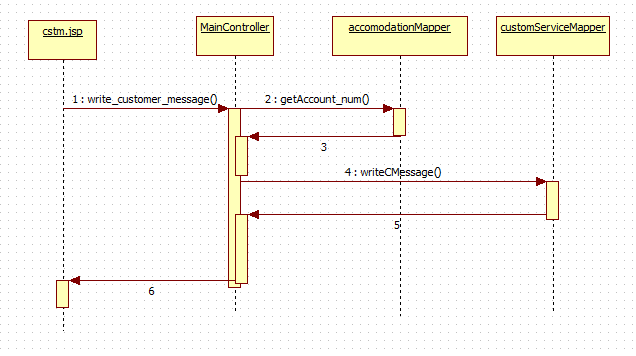 cstm.jsp
MainController
accomodationMapper
customServiceMapper
1 : write_customer_message()
2 : getAccount_num()
3
4 : writeCMessage()
5
6